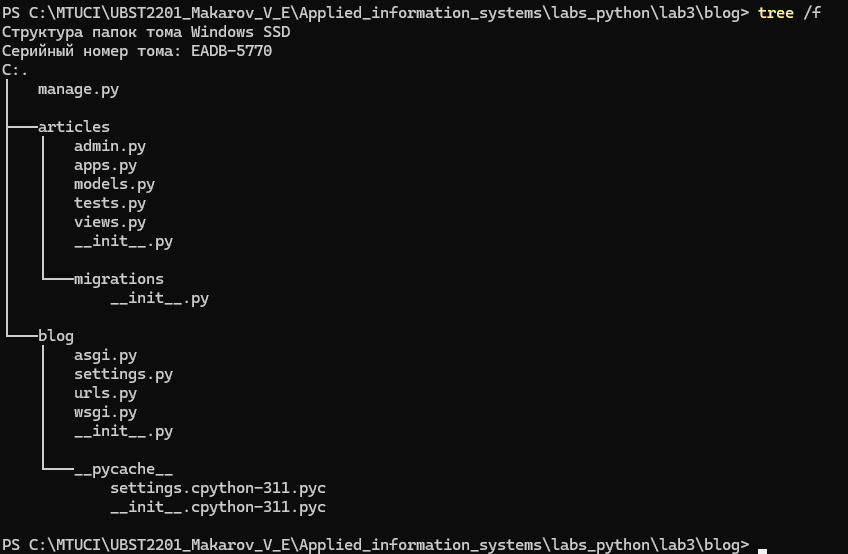 PS C:\MTUCI\UBST2201_Makarov_V_E\Applied_information_systems\labs_python\lab3\blog> tree /f
Структура папок тома Windows SSD
Серийный номер тома: EADB-5770
C:.
│   manage.py
│
├───articles
│   │   admin.py
│   │   apps.py
│   │   models.py
│   │   tests.py
│   │   views.py
│   │   __init__.py
│   │
│   └───migrations
│           __init__.py
│
└───blog
    │   asgi.py
    │   settings.py
    │   urls.py
    │   wsgi.py
    │   __init__.py
    │
    └───__pycache__
            settings.cpython-311.pyc
            __init__.cpython-311.pyc

PS C:\MTUCI\UBST2201_Makarov_V_E\Applied_information_systems\labs_python\lab3\blog>